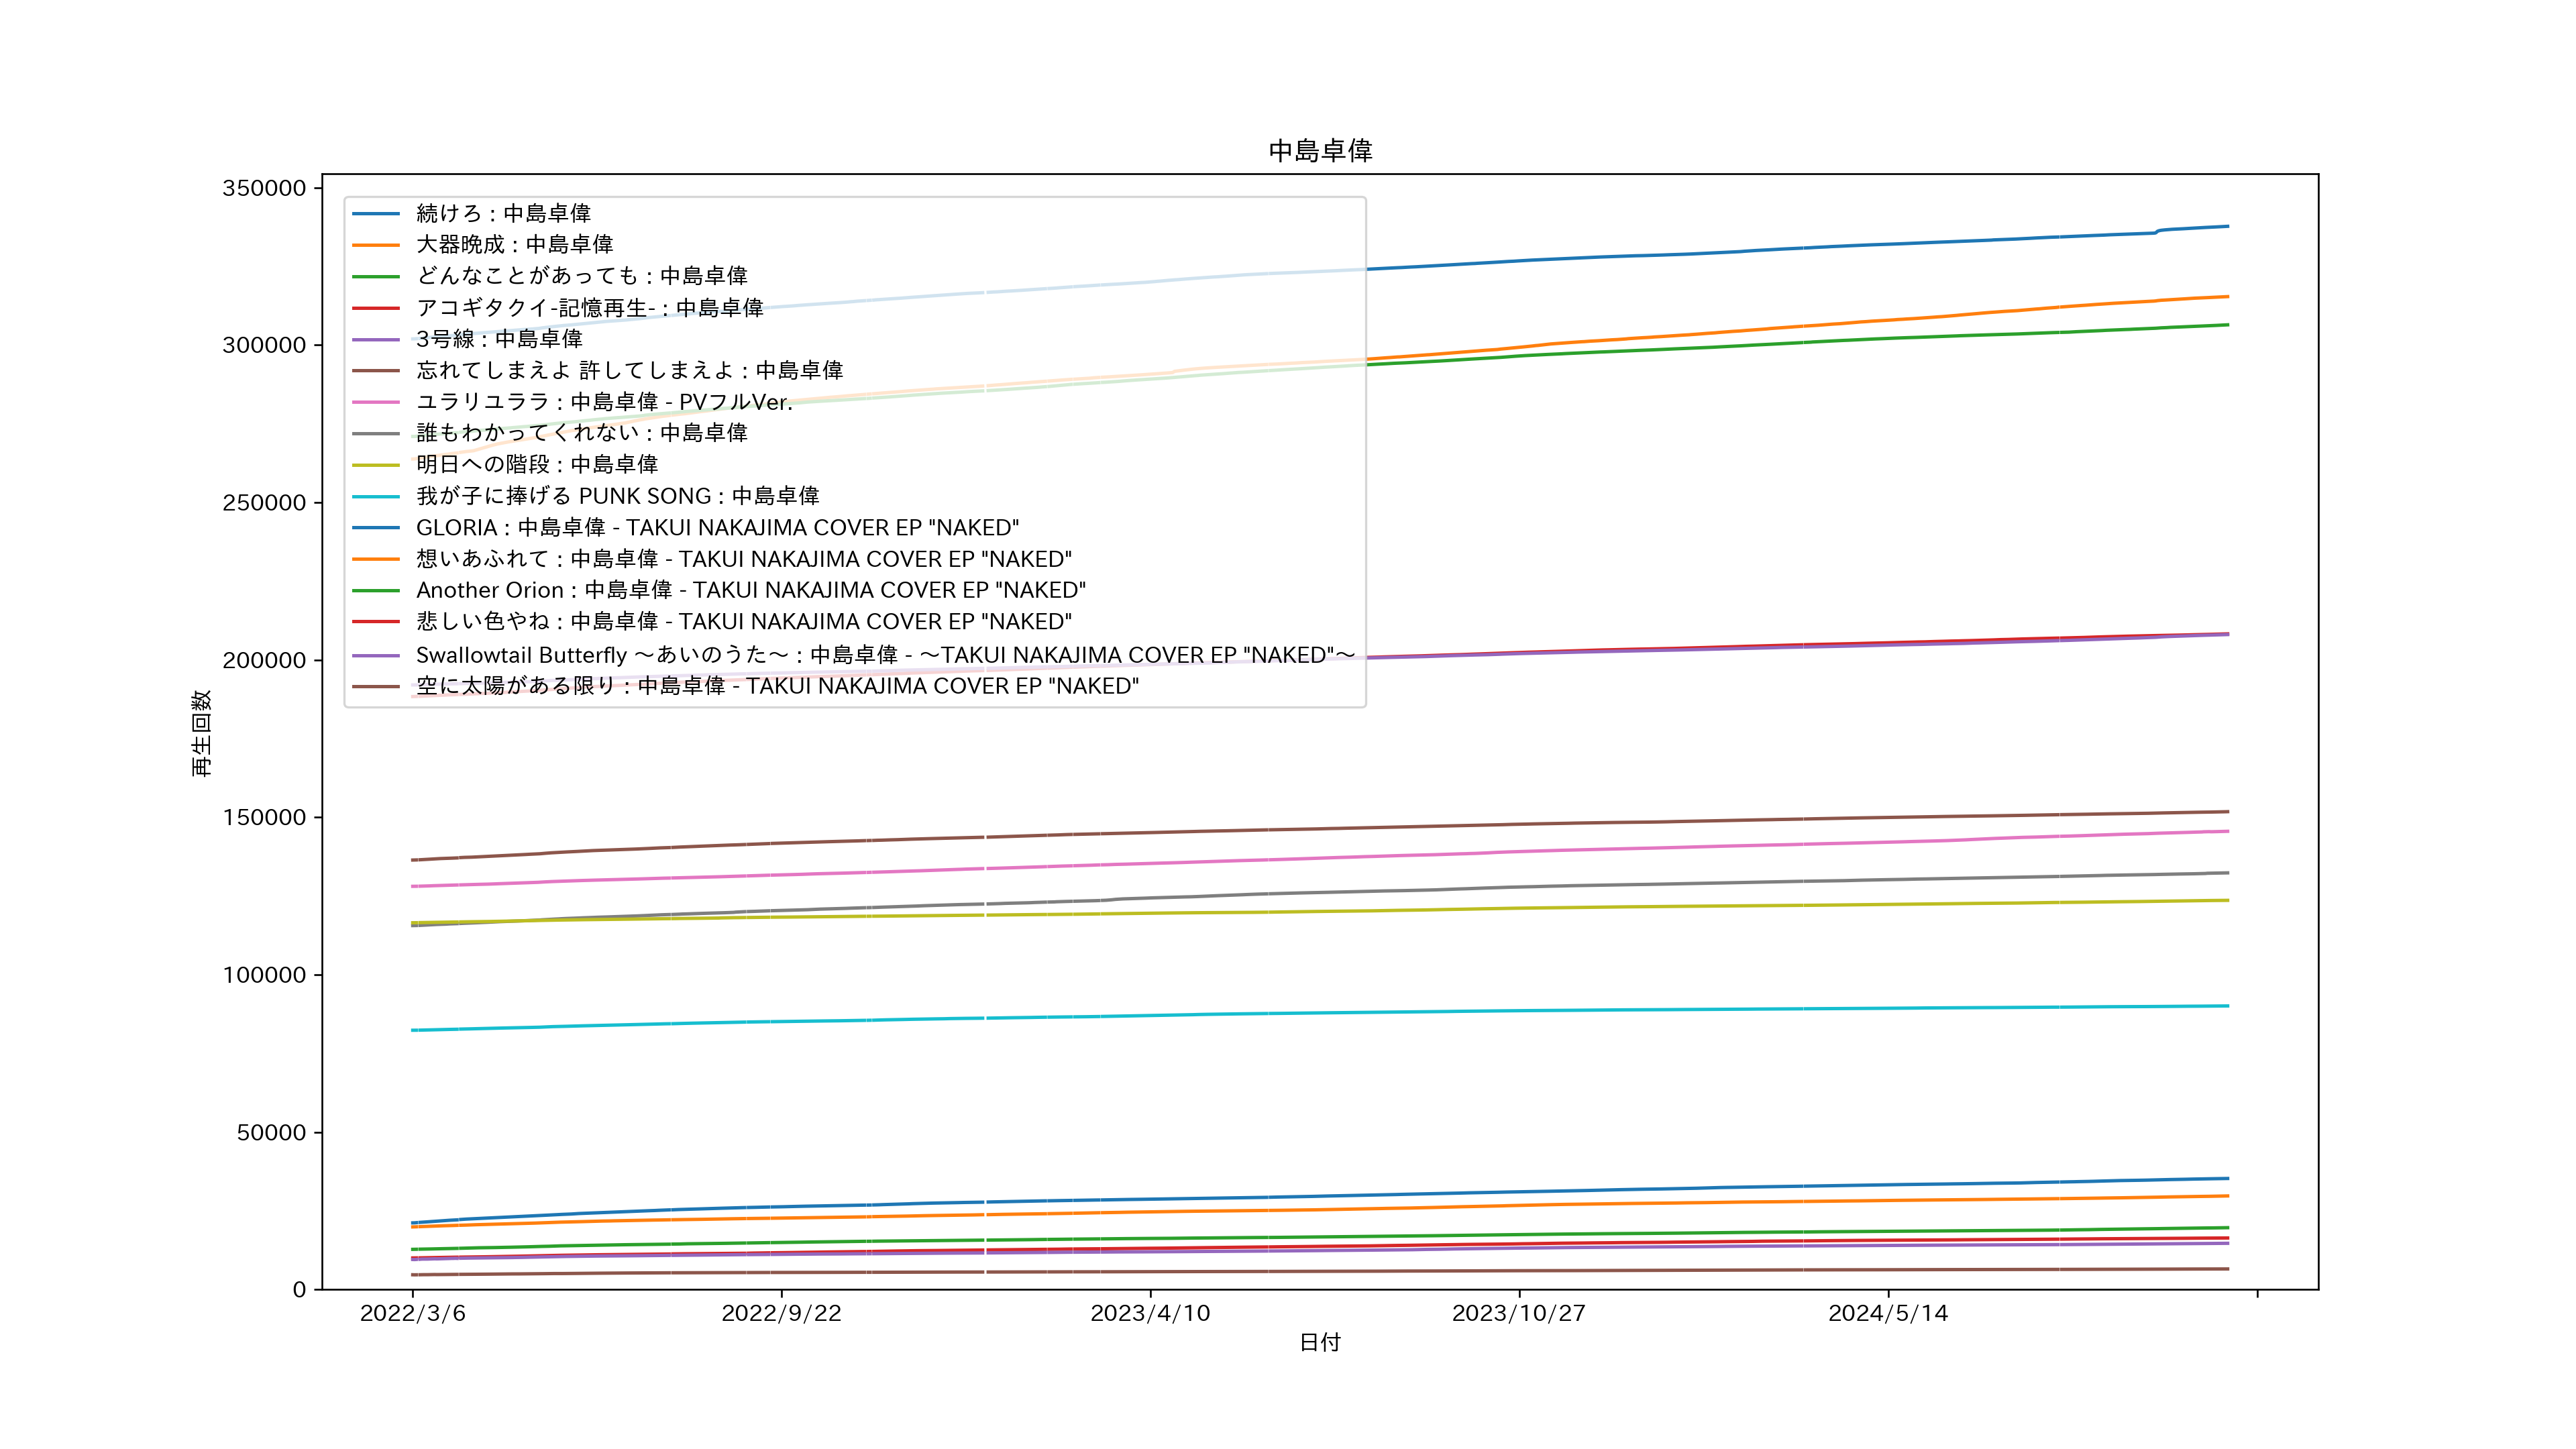 中島卓偉
350000
300000
250000
200000
150000
100000
50000
0
再生回数
続けろ : 中島卓偉
大器晩成 : 中島卓偉
どんなことがあっても : 中島卓偉
アコギタクイ-記憶再生- : 中島卓偉
3号線 : 中島卓偉
忘れてしまえよ 許してしまえよ : 中島卓偉
ユラリユララ : 中島卓偉 - PVフルVer.
誰もわかってくれない : 中島卓偉
明日への階段 : 中島卓偉
我が子に捧げる PUNK SONG : 中島卓偉
GLORIA : 中島卓偉 - TAKUI NAKAJIMA COVER EP "NAKED"
想いあふれて : 中島卓偉 - TAKUI NAKAJIMA COVER EP "NAKED"
Another Orion : 中島卓偉 - TAKUI NAKAJIMA COVER EP "NAKED"
悲しい色やね : 中島卓偉 - TAKUI NAKAJIMA COVER EP "NAKED"
Swallowtail Butterfly 〜あいのうた〜 : 中島卓偉 - 〜TAKUI NAKAJIMA COVER EP "NAKED"〜
空に太陽がある限り : 中島卓偉 - TAKUI NAKAJIMA COVER EP "NAKED"
2022/3/6 2022/9/22 2023/4/10 2023/10/27 2024/5/14
日付